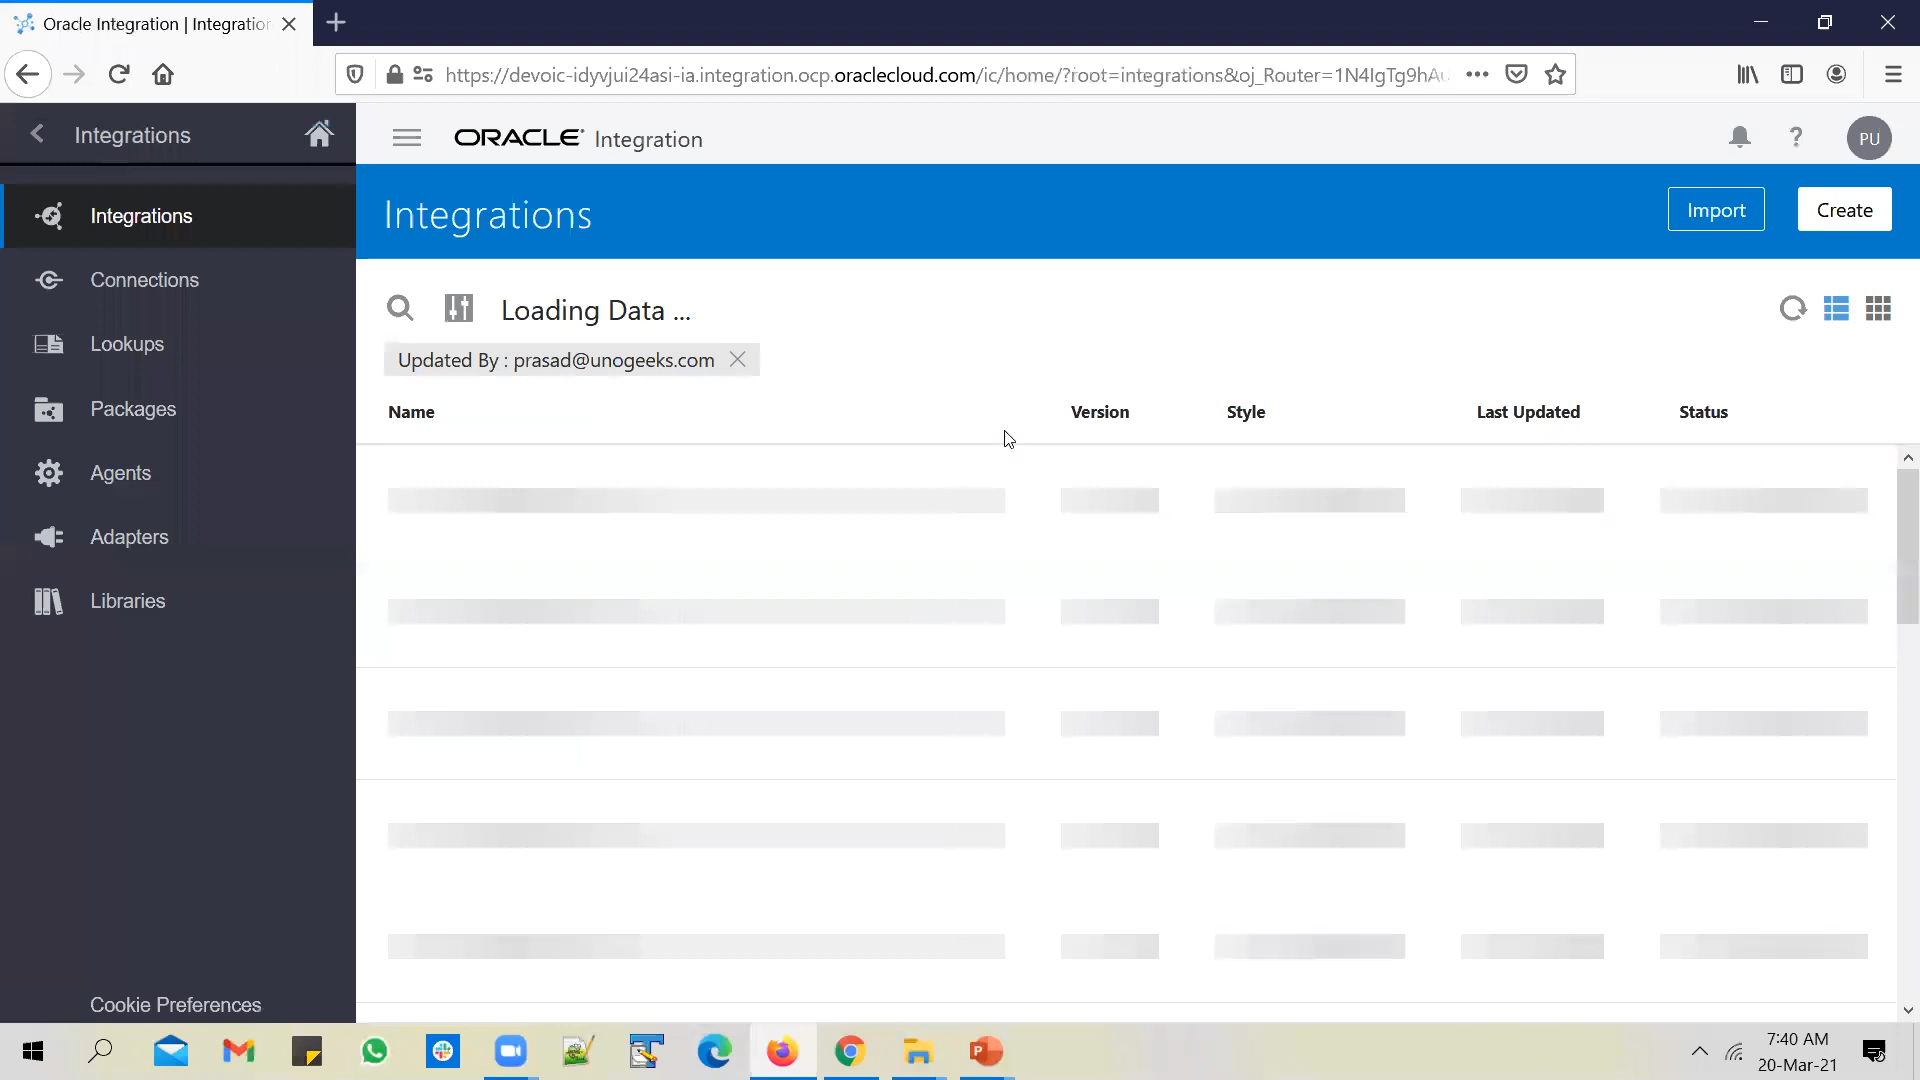 Oracle Integration | Integration
https://devoic-idyvjui24asi-ia.integration.ocp.oraclecloud.com/ic/home/?root=integrations&oj_Router=1N4IgTg9hA
Integrations
ORACLE Integration
PU
Integrations
Import
Create
Integrations
Connections
Lookups
Packages
Agents
Adapters
Libraries
Cookie Preferences
Loading Data ...
Updated By : prasad@unogeeks.com
Name Version Style Last Updated Status
7:40 AM
20-Mar-21